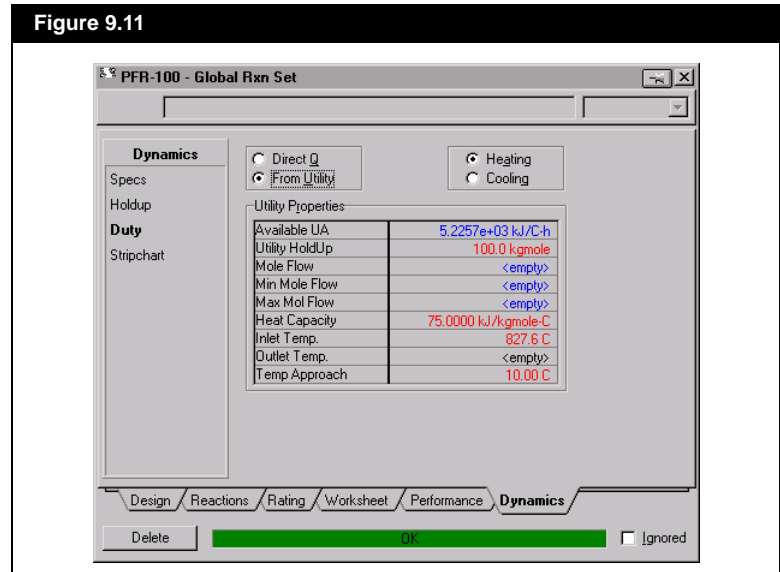 Figure 9.11
PFR-100 - Global Rxn Set
Dynamics
Specs
Holdup
Duty
Stripchart
Direct Q
From Utility
Heating
Cooling
Utility Properties
Available UA 5.2257e+03 kJ/C-h
Utility HoldUp 100.0 kgmole
Mole Flow <empty>
Min Mole Flow <empty>
Max Mol Flow <empty>
Heat Capacity 75.0000 kJ/kgmole-C
Inlet Temp. 827.6 C
Outlet Temp. <empty>
Temp Approach 10.00 C
Design Reactions Rating Worksheet Performance Dynamics
Delete OK Ignored